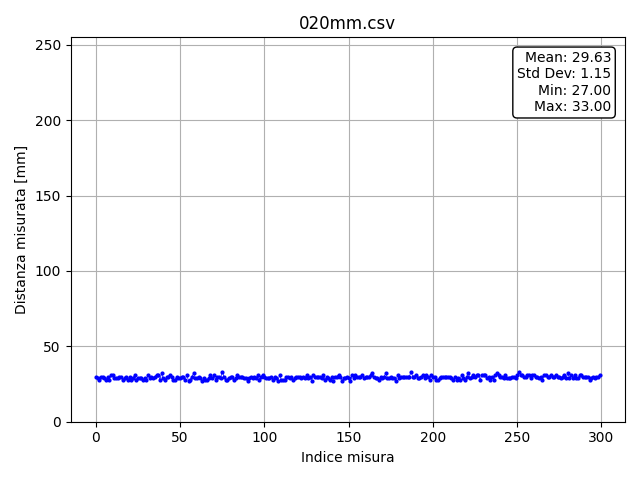 020mm.csv
Mean: 29.63
Std Dev: 1.15
Min: 27.00
Max: 33.00
250
200
150
100
50
0
Distanza misurata [mm]
0 50 100 150 200 250 300
Indice misura